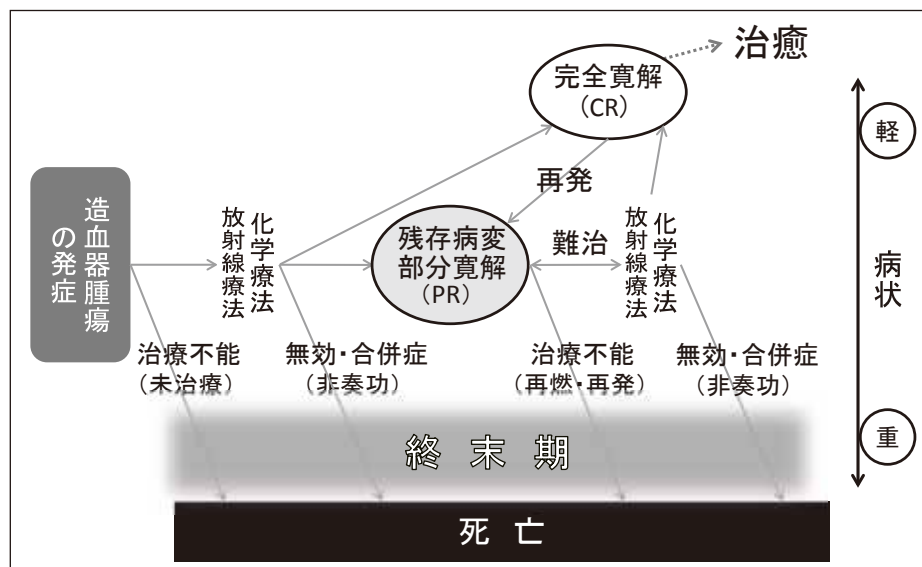 治癒
完全寛解
（CR）
軽
再発
造血器腫瘍
の発症
化学療法
放射線療法
残存病変
部分寛解
（PR）
難治
化学療法
放射線療法
病状
治療不能
（未治療）
無効・合併症
（非奏功）
治療不能
（再燃・再発）
無効・合併症
（非奏功）
重
終末期
死亡